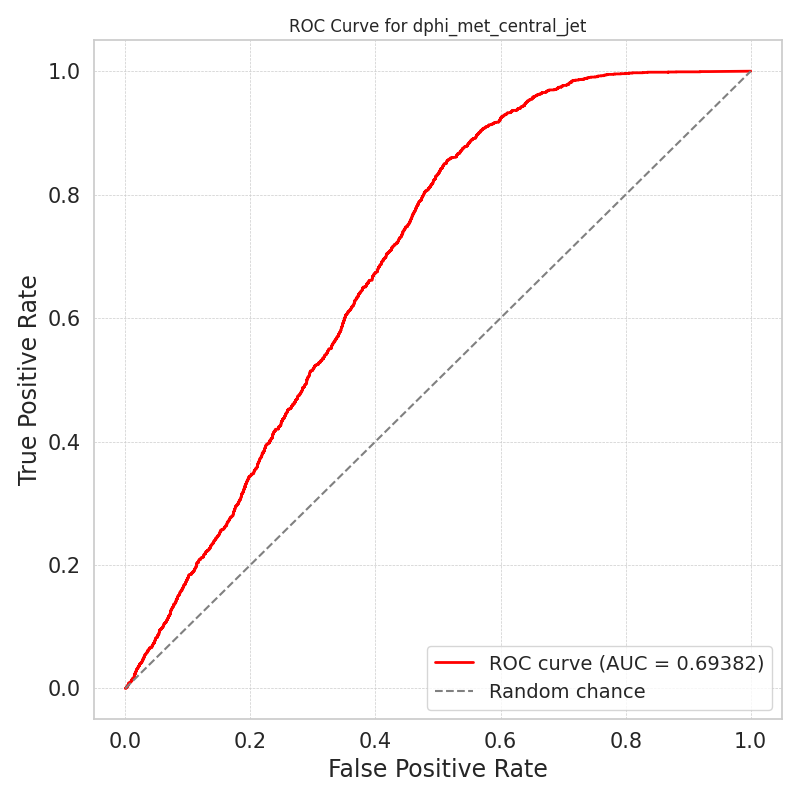 ROC Curve for dphi_met_central_jet
1.0
0.8
0.6
0.4
0.2
0.0
True Positive Rate
ROC curve (AUC = 0.69382)
Random chance
0.0 0.2 0.4 0.6 0.8 1.0
False Positive Rate